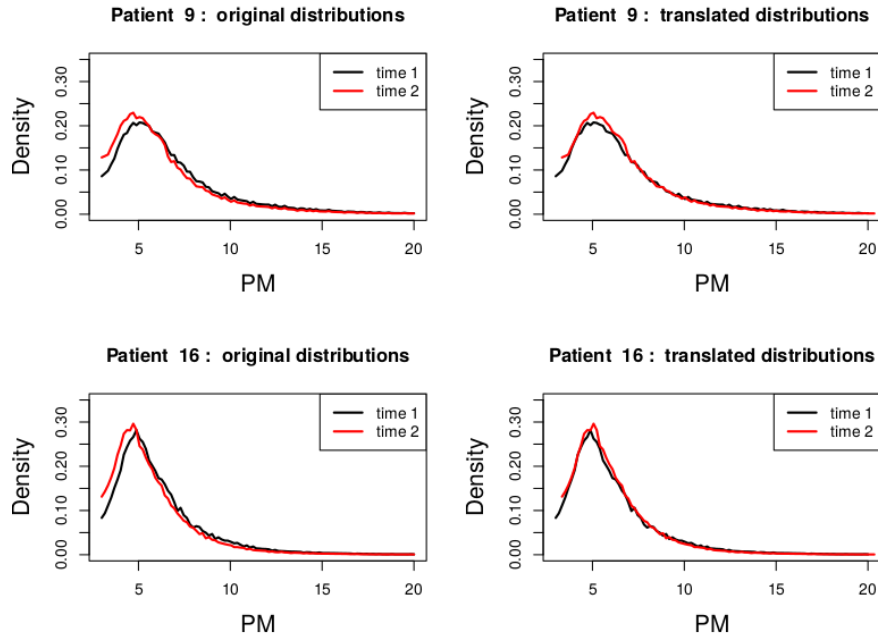 Patient 9 : original distributions
Density
0.00
0.10
0.20
0.30
time 1
time 2
5
10
15
20
PM
Patient 9 : translated distributions
Density
0.00
0.10
0.20
0.30
time 1
time 2
5
10
15
20
PM
Patient 16 : original distributions
Density
0.00
0.10
0.20
0.30
time 1
time 2
5
10
15
20
PM
Patient 16 : translated distributions
Density
0.00
0.10
0.20
0.30
time 1
time 2
5
10
15
20
PM